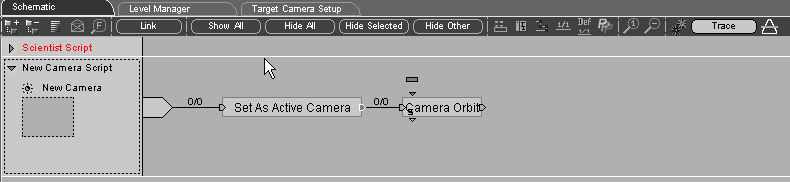 Schematic Level Manager Target Camera Setup
Link Show All Hide All Hide Selected Hide Other 1/1 Def 1/1 Trace
Scientist Script
New Camera Script
New Camera
0/0 Set As Active Camera 0/0 Camera Orbit
S